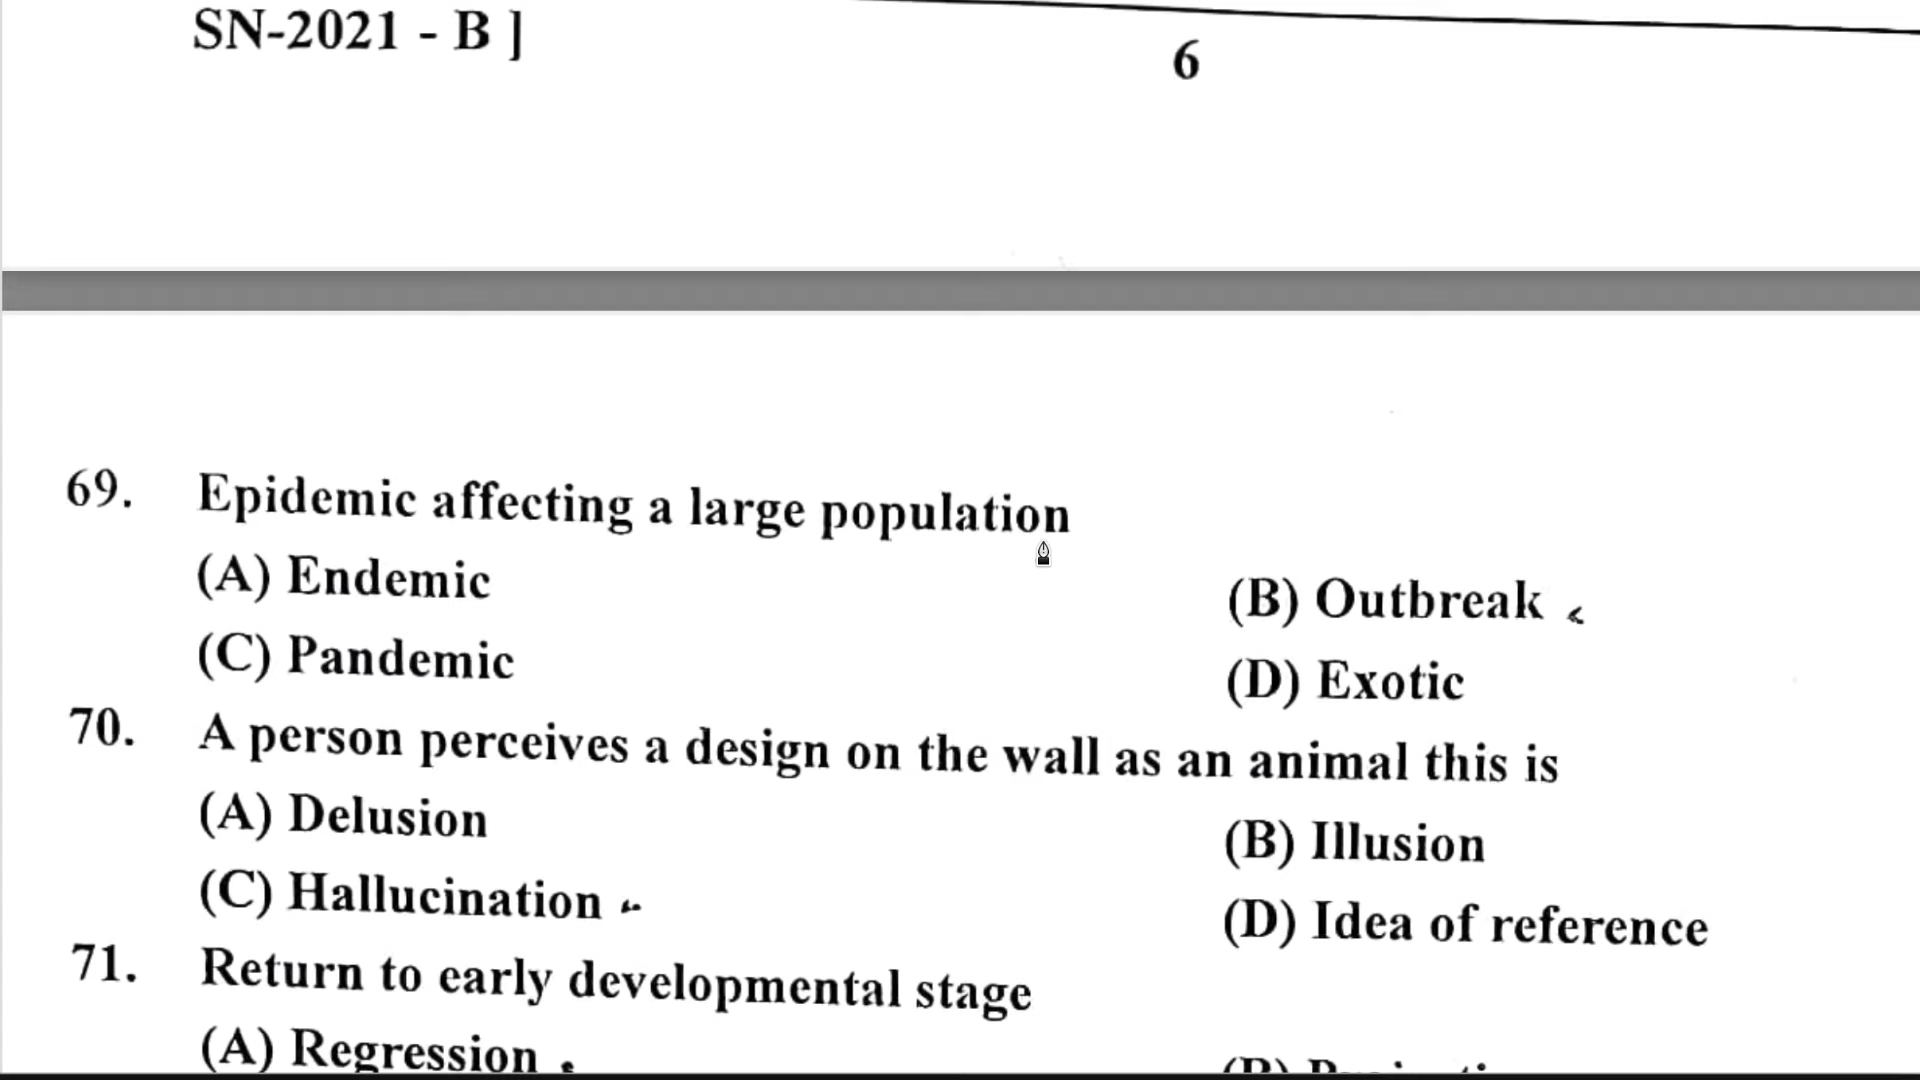 SN-2021 - B ]
6
69. Epidemic affecting a large population
(A) Endemic (B) Outbreak
(C) Pandemic (D) Exotic
70. A person perceives a design on the wall as an animal this is
(A) Delusion (B) Illusion
(C) Hallucination (D) Idea of reference
71. Return to early developmental stage
(A) Regression (B)